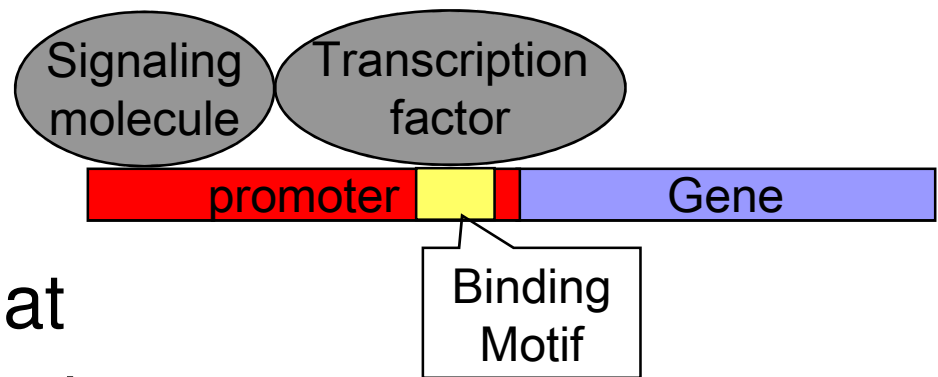 Signaling
molecule
Transcription
factor
promoter
Gene
Binding
Motif
at